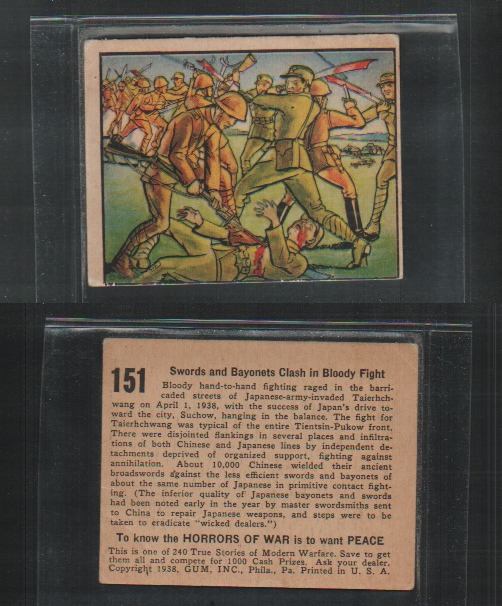 151
Swords and Bayonets Clash in Bloody Fight
Bloody hand-to-hand fighting raged in the barri-
caded streets of Japanese-army-invaded Taierhch-
wang on April 1, 1938, with the success of Japan's drive to-
ward the city, Suchow, hanging in the balance. The fight for
Taierhchwang was typical of the entire Tientsin-Pukow front.
There were disjointed flankings in several places and infiltra-
tions of both Chinese and Japanese lines by independent de-
tachments deprived of organized support, fighting against
annihilation. About 10,000 Chinese wielded their ancient
broadswords against the less efficient swords and bayonets of
about the same number of Japanese in primitive contact fight-
ing. (The inferior quality of Japanese bayonets and swords
had been noted early in the year by master swordsmiths sent
to China to repair Japanese weapons, and steps were to be
taken to eradicate "wicked dealers.")
To know the HORRORS OF WAR is to want PEACE
This is one of 240 True Stories of Modern Warfare. Save to get
them all and compete for 1000 Cash Prizes. Ask your dealer.
Copyright 1938, GUM, INC., Phila., Pa. Printed in U. S. A.